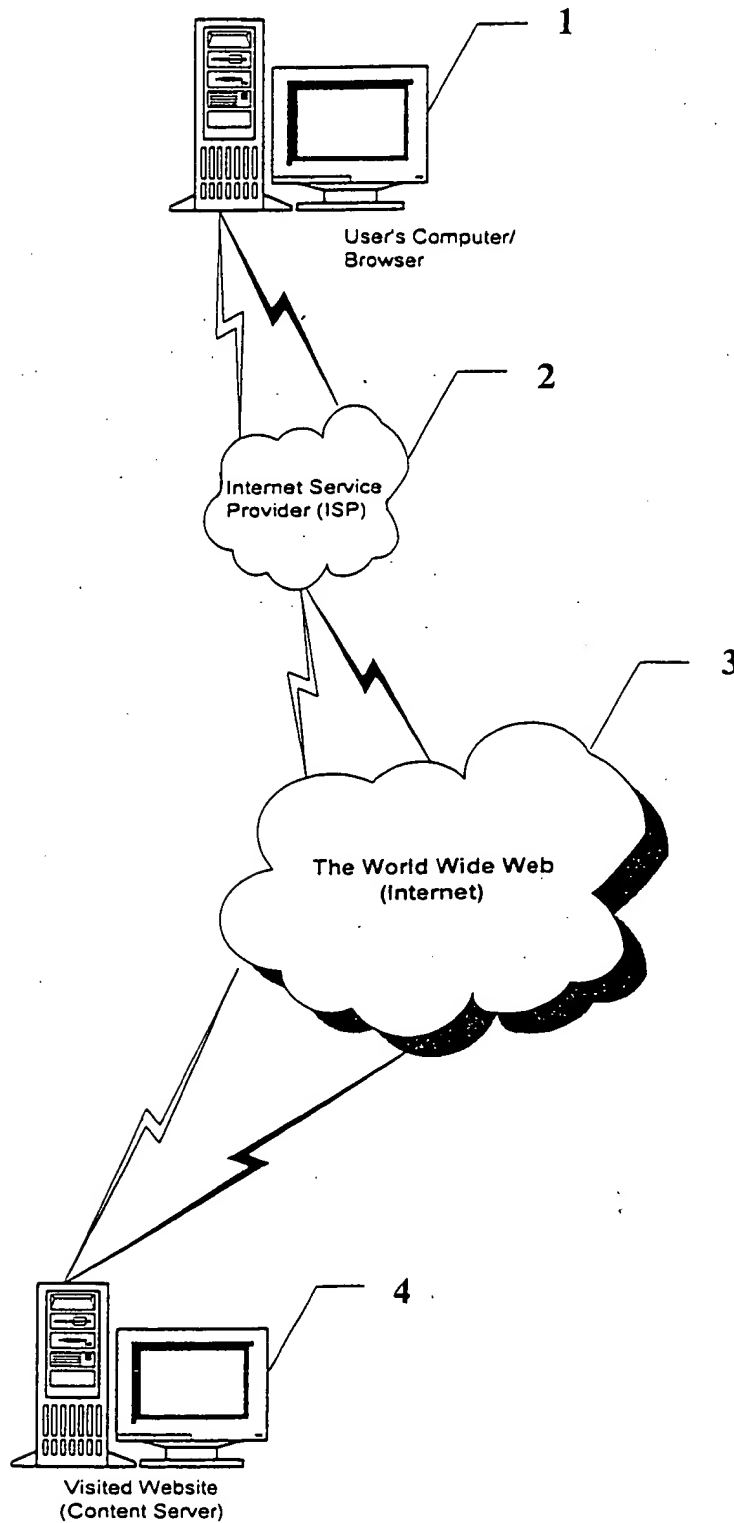 1
User's Computer/
Browser
2
Internet Service
Provider (ISP)
3
The World Wide Web
(Internet)
4
Visited Website
(Content Server)